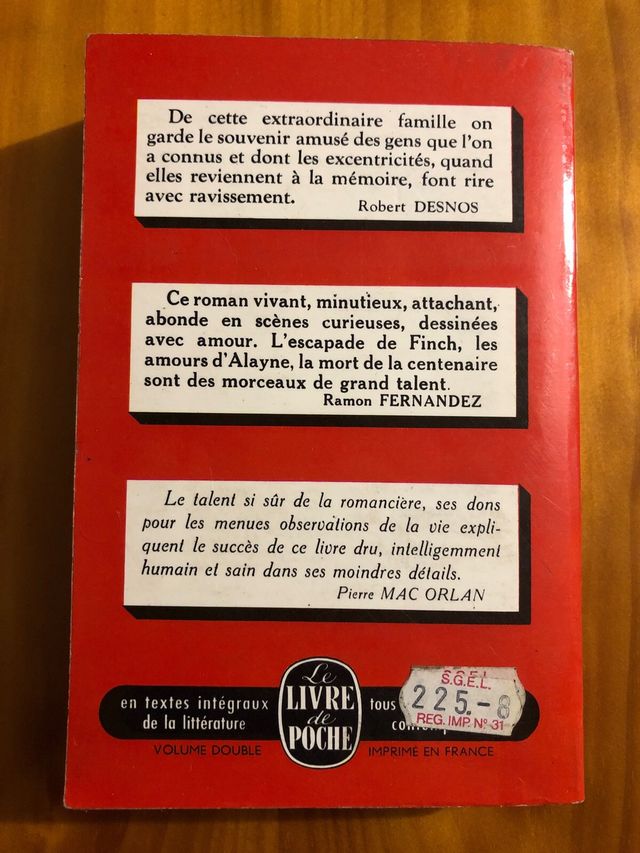 De cette extraordinaire famille on
garde le souvenir amusé des gens que l'on
a connus et dont les excentricités, quand
elles reviennent à la mémoire, font rire
avec ravissement.
Robert DESNOS
Ce roman vivant, minutieux, attachant,
abonde en scènes curieuses, dessinées
avec amour. L'escapade de Finch, les
amours d'Alayne, la mort de la centenaire
sont des morceaux de grand talent.
Ramon FERNANDEZ
Le talent si sûr de la romancière, ses dons
pour les menues observations de la vie expli-
quent le succès de ce livre dru, intelligemment
humain et sain dans ses moindres détails.
Pierre MAC ORLAN
en textes intégraux
de la littérature
Le
LIVRE
de
POCHE
tous
S.G.E.L.
225.-8
REG. IMP. Nº 31
VOLUME DOUBLE
IMPRIMÉ EN FRANCE